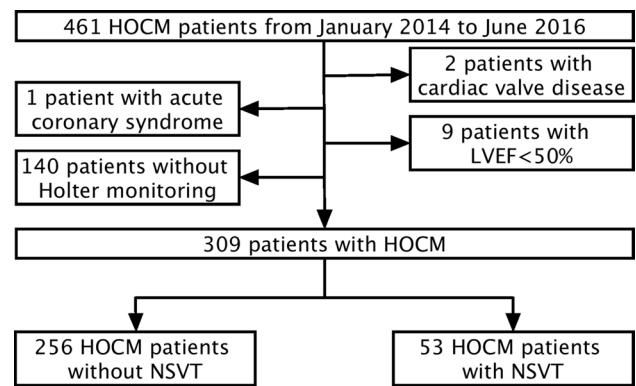 461 HOCM patients from January 2014 to June 2016
2 patients with
cardiac valve disease
1 patient with acute
coronary syndrome
9 patients with
LVEF<50%
140 patients without
Holter monitoring
309 patients with HOCM
256 HOCM patients
without NSVT
53 HOCM patients
with NSVT